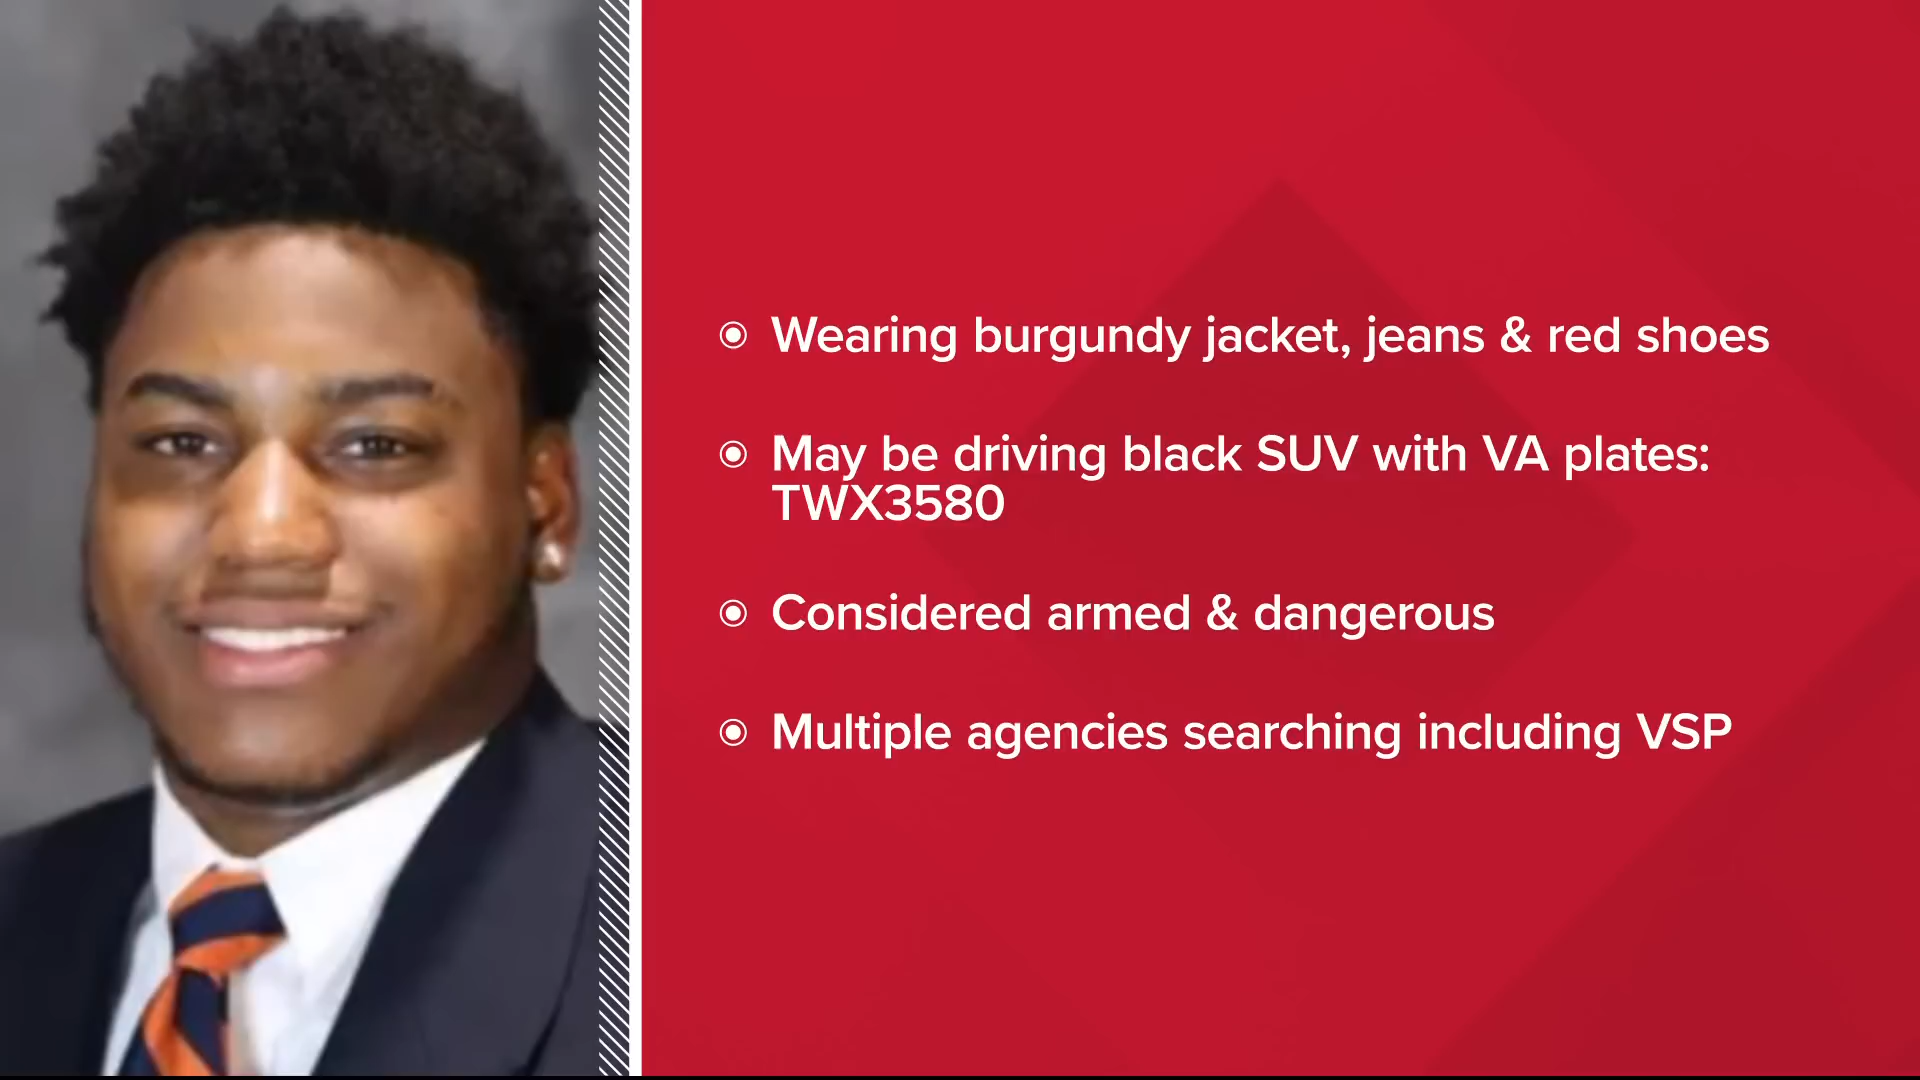 Wearing burgundy jacket, jeans & red shoes
May be driving black SUV with VA plates:
TWX3580
Considered armed & dangerous
Multiple agencies searching including VSP